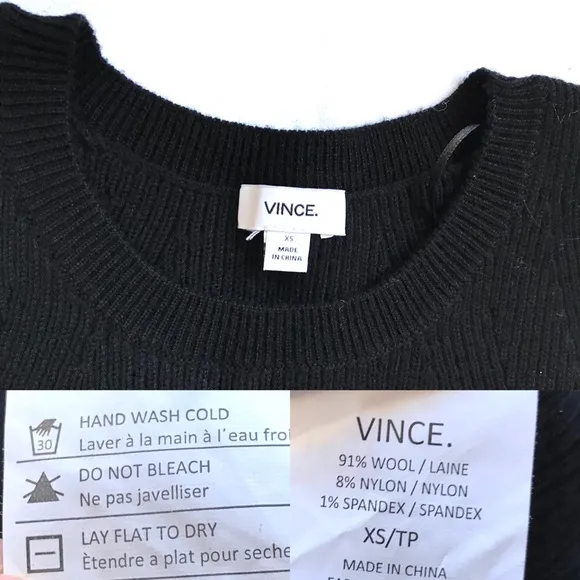 VINCE.
XS
MADE
IN CHINA
30
HAND WASH COLD
Laver à la main à l'eau froi
DO NOT BLEACH
Ne pas javelliser
LAY FLAT TO DRY
Ètendre a plat pour seche
VINCE.
91% WOOL / LAINE
8% NYLON / NYLON
1% SPANDEX / SPANDEX
XS/TP
MADE IN CHINA